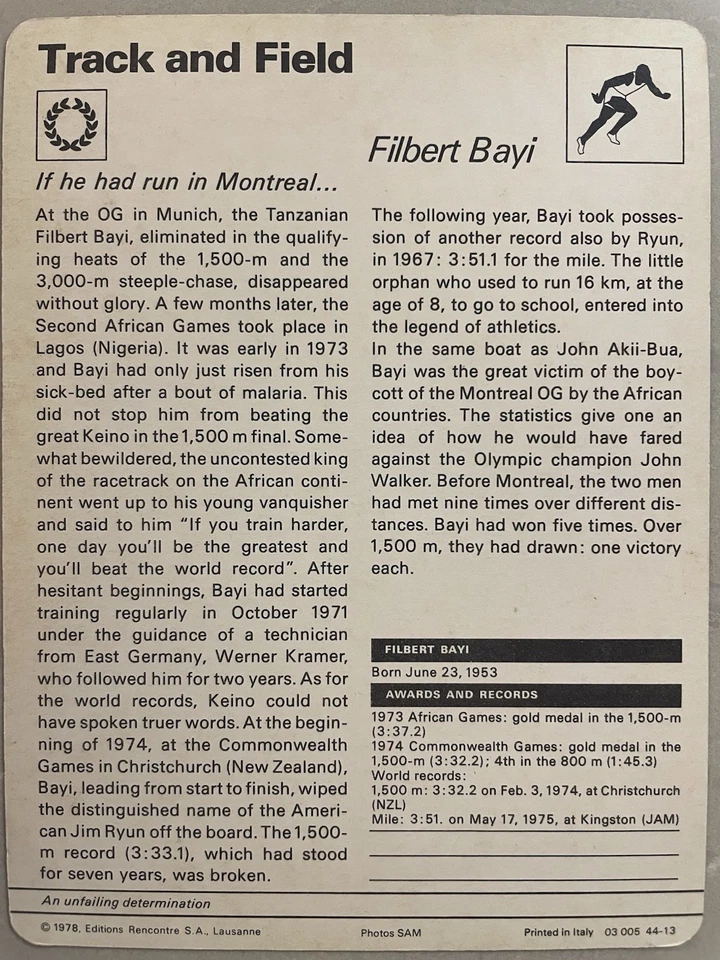 Track and Field
Filbert Bayi
If he had run in Montreal...
At the OG in Munich, the Tanzanian
Filbert Bayi, eliminated in the qualify-
ing heats of the 1,500-m and the
3,000-m steeple-chase, disappeared
without glory. A few months later, the
Second African Games took place in
Lagos (Nigeria). It was early in 1973
and Bayi had only just risen from his
sick-bed after a bout of malaria. This
did not stop him from beating the
great Keino in the 1,500 m final. Some-
what bewildered, the uncontested king
of the racetrack on the African conti-
nent went up to his young vanquisher
and said to him “If you train harder,
one day you'll be the greatest and
you'll beat the world record”. After
hesitant beginnings, Bayi had started
training regularly in October 1971
under the guidance of a technician
from East Germany, Werner Kramer,
who followed him for two years. As for
the world records, Keino could not
have spoken truer words. At the begin-
ning of 1974, at the Commonwealth
Games in Christchurch (New Zealand),
Bayi, leading from start to finish, wiped
the distinguished name of the Ameri-
can Jim Ryun off the board. The 1,500-
m record (3:33.1), which had stood
for seven years, was broken.
The following year, Bayi took posses-
sion of another record also by Ryun,
in 1967: 3:51.1 for the mile. The little
orphan who used to run 16 km, at the
age of 8, to go to school, entered into
the legend of athletics.
In the same boat as John Akii-Bua,
Bayi was the great victim of the boy-
cott of the Montreal OG by the African
countries. The statistics give one an
idea of how he would have fared
against the Olympic champion John
Walker. Before Montreal, the two men
had met nine times over different dis-
tances. Bayi had won five times. Over
1,500 m, they had drawn: one victory
each.
FILBERT BAYI
Born June 23, 1953
AWARDS AND RECORDS
1973 African Games: gold medal in the 1,500-m
(3:37.2)
1974 Commonwealth Games: gold medal in the
1,500-m (3:32.2); 4th in the 800 m (1:45.3)
World records:
1,500 m: 3:32.2 on Feb. 3, 1974, at Christchurch
(NZL)
Mile: 3:51. on May 17, 1975, at Kingston (JAM)
An unfailing determination
© 1978, Editions Rencontre S.A., Lausanne
Photos SAM
Printed in Italy 03 005 44-13